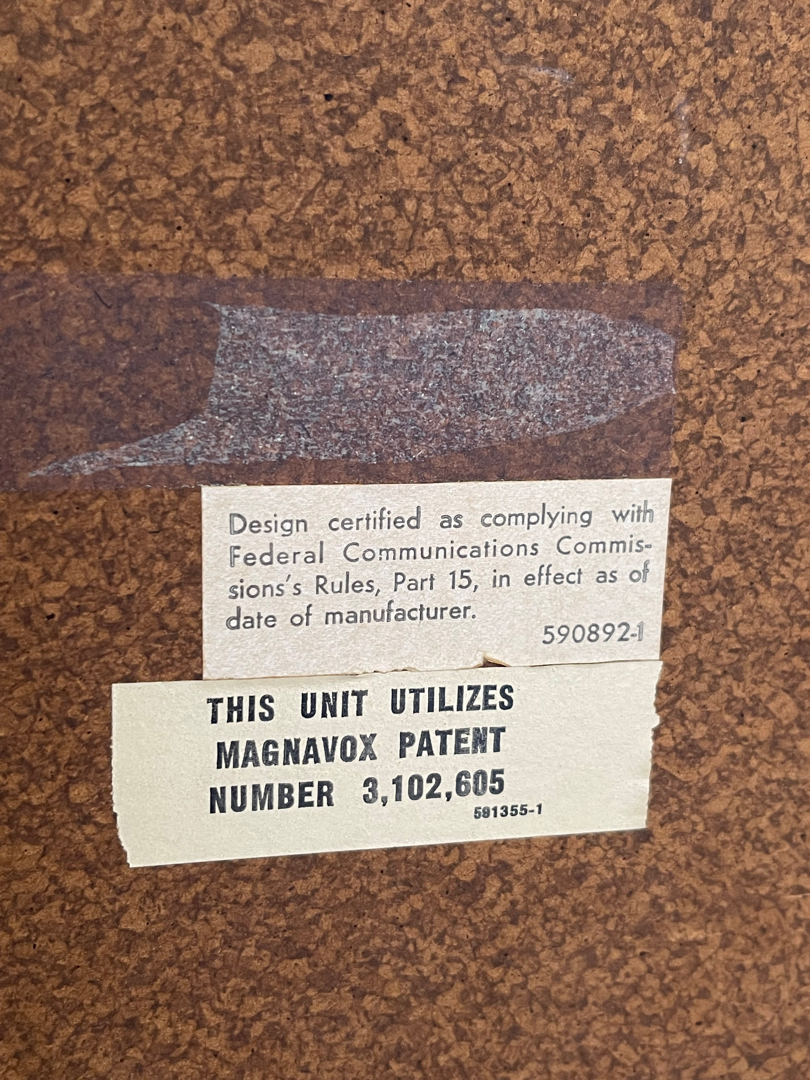 Design certified as complying with
Federal Communications Commis-
sions's Rules, Part 15, in effect as of
date of manufacturer.
590892-1
THIS UNIT UTILIZES
MAGNAVOX PATENT
NUMBER 3,102,605
591355-1